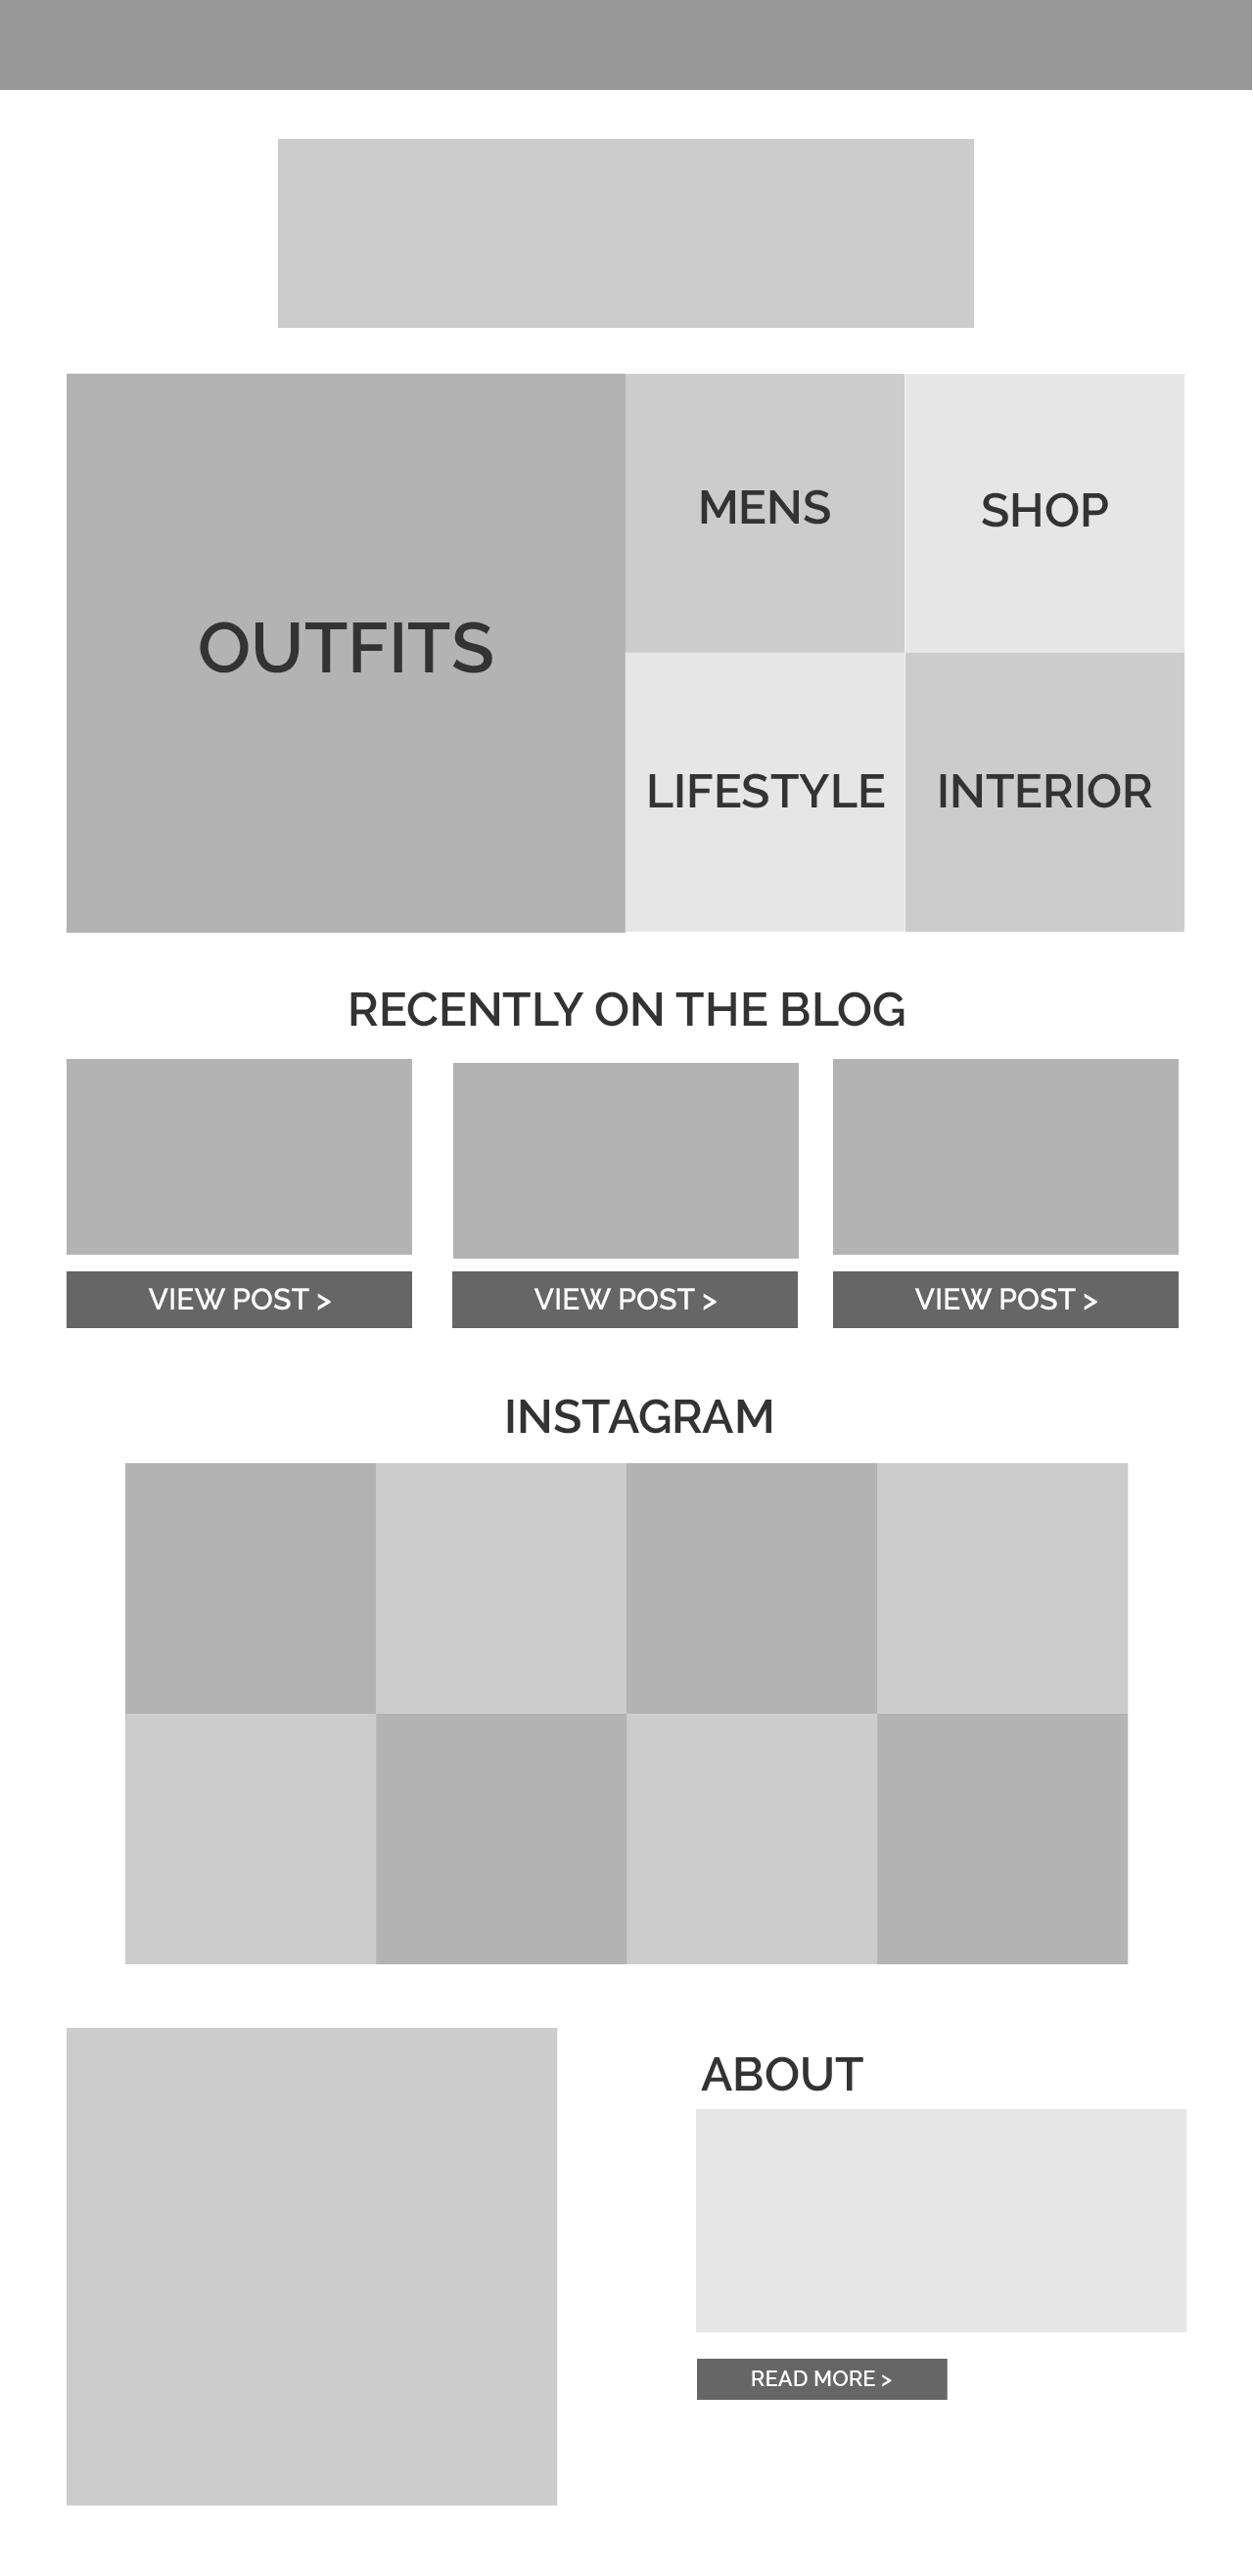 OUTFITS
MENS
SHOP
LIFESTYLE
INTERIOR
RECENTLY ON THE BLOG
VIEW POST >
VIEW POST >
VIEW POST >
INSTAGRAM
ABOUT
READ MORE >